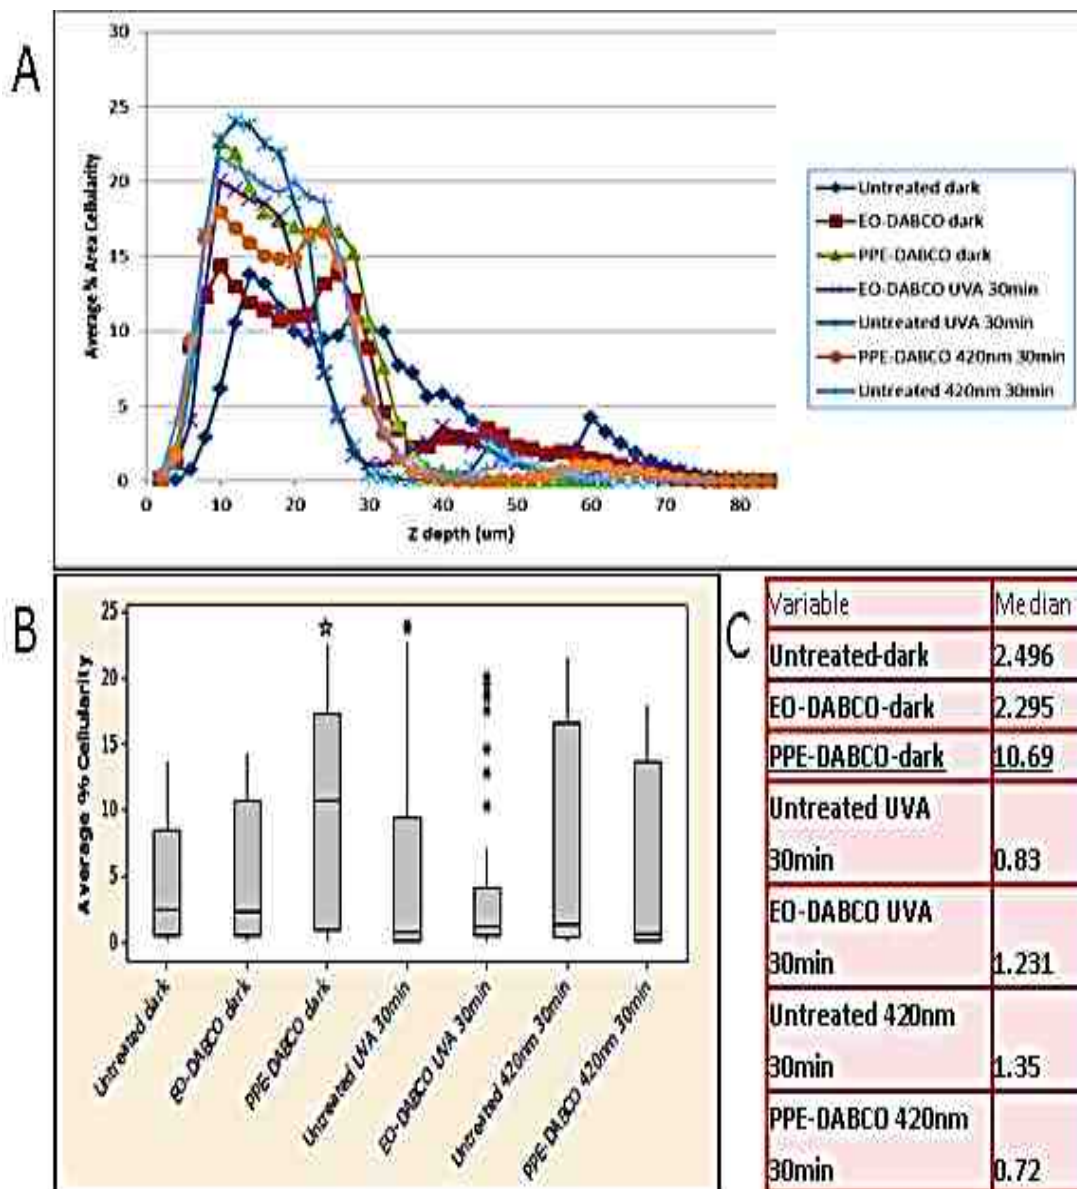 A
30
25
20
15
10
5
0
Average % Area Cellularity
0 10 20 30 40 50 60 70 80
Z depth (um)
Untreated dark
EO-DABCO dark
PPE-DABCO dark
EO-DABCO UVA 30min
Untreated UVA 30min
PPE-DABCO 420nm 30min
Untreated 420nm 30min
B
25
20
15
10
5
0
Average % Cellularity
Untreated dark
EO-DABCO dark
PPE DABCO dark
Untreated UVA 30min
EO-DABCO UVA 30min
Untreated 420nm 30min
PPE-DABCO 420nm 30min
C
Variable Median
Untreated-dark 2.496
EO-DABCO-dark 2.295
PPE-DABCO-dark 10.69
Untreated UVA
30min 0.83
EO-DABCO UVA
30min 1.231
Untreated 420nm
30min 1.35
PPE-DABCO 420nm
30min 0.72